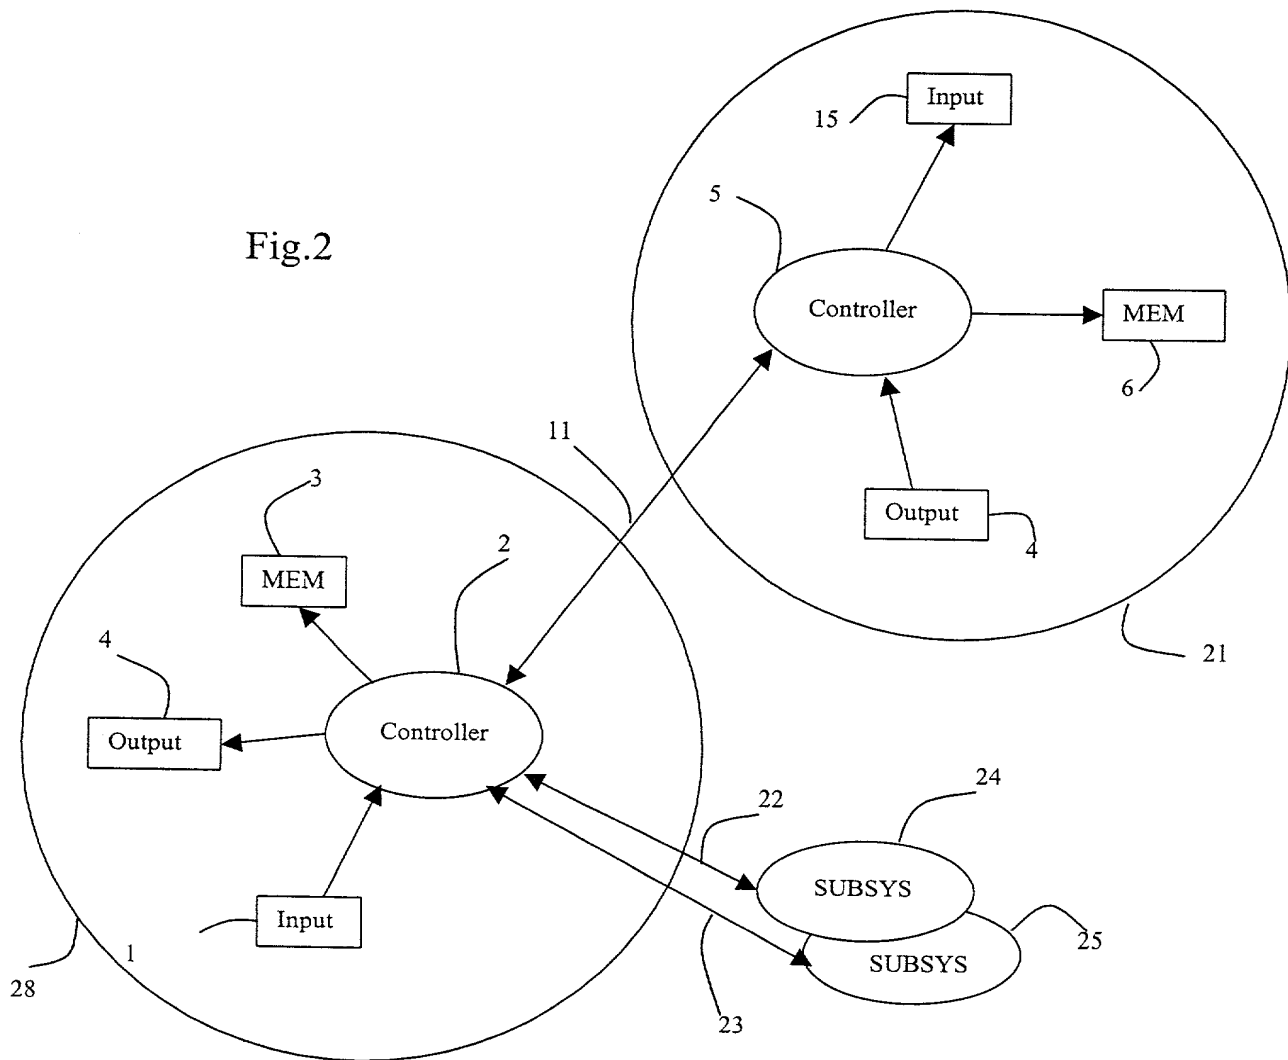 Input
15
5
Fig.2
Controller
MEM
6
11
3
Output
4
2
MEM
4
21
Output
Controller
24
22
SUBSYS
Input
1
25
SUBSYS
28
23